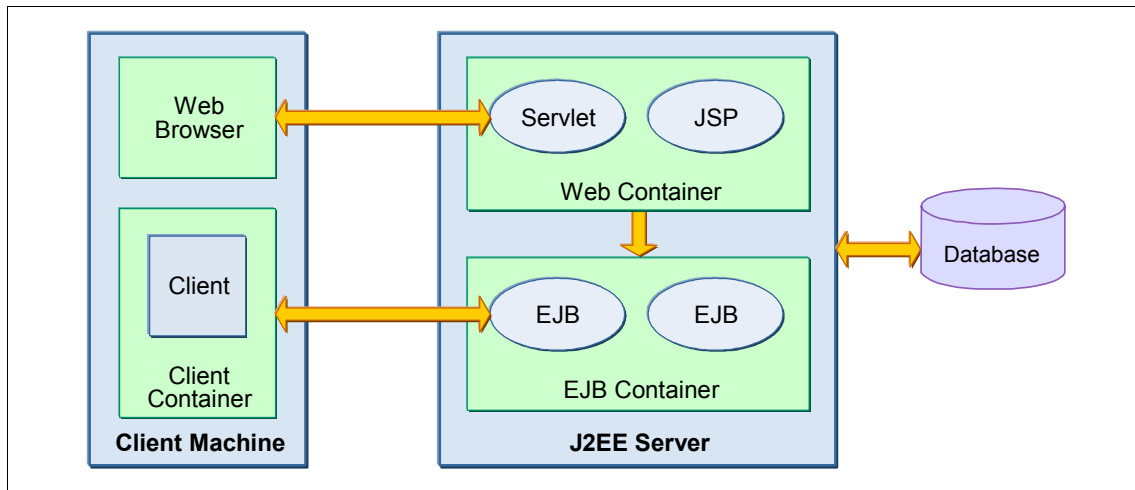 Web
Browser
Client
Client
Container
Client Machine
Servlet
JSP
Web Container
EJB
EJB
EJB Container
J2EE Server
Database